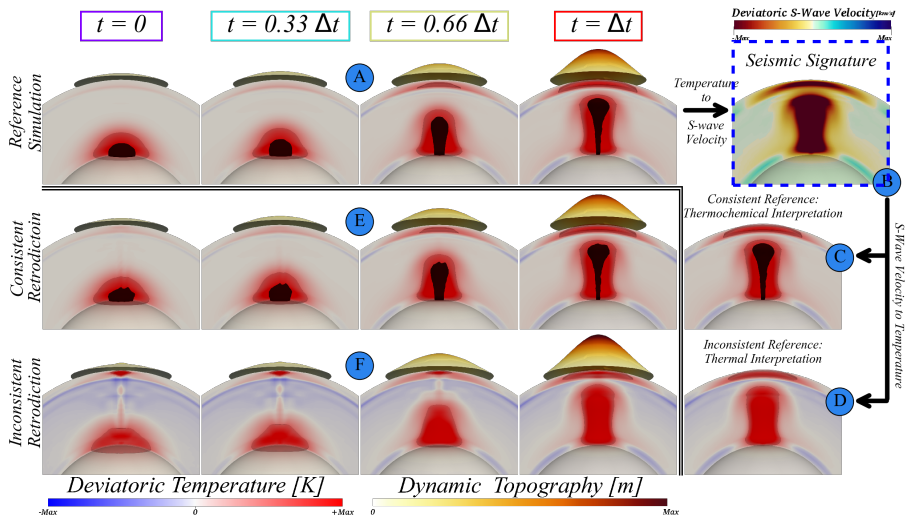 t = 0
t = 0.33 Δt
t = 0.66 Δt
t = Δt
Deviatoric S-Wave Velocity[km/s]
-Max
Max
Reference
Simulation
A
Temperature
to
S-wave
Velocity
Seismic Signature
B
Consistent
Retrodictoin
E
Consistent Reference:
Thermochemical Interpretation
C
S-Wave Velocity to Temperature
Inconsistent
Retrodiction
F
Inconsistent Reference:
Thermal Interpretation
D
Deviatoric Temperature [K]
-Max
0
+Max
Dynamic Topography [m]
0
Max